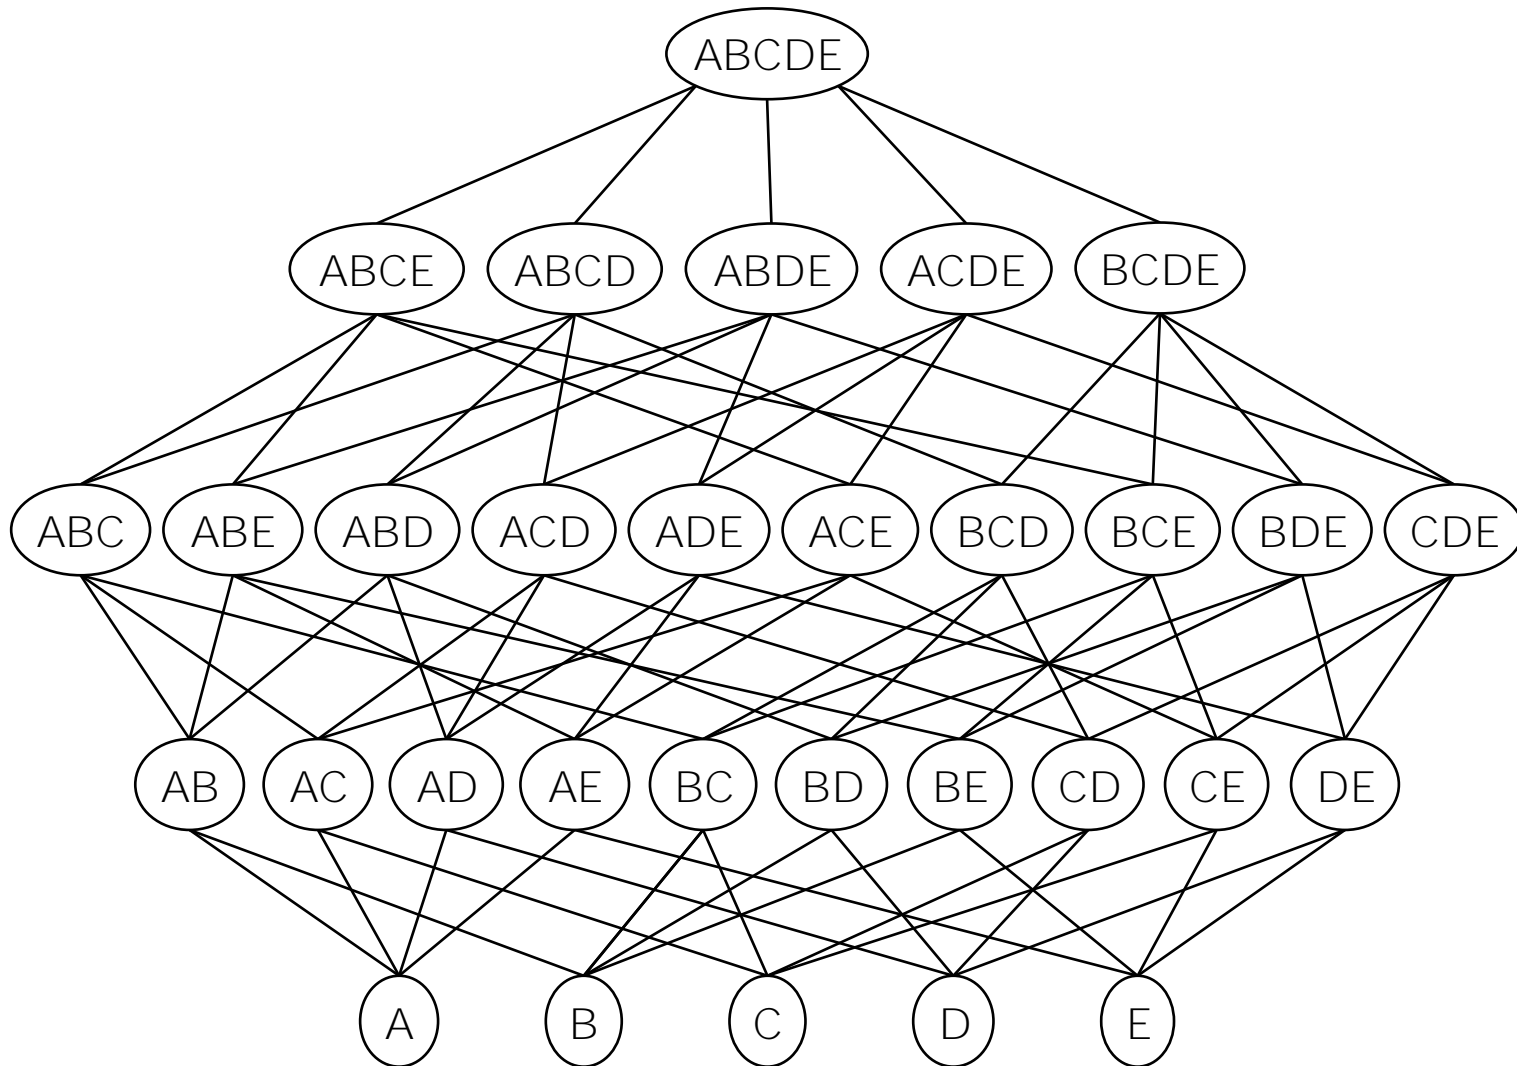 ABCDE
ABCE ABCD ABDE ACDE BCDE
ABC ABE ABD ACD ADE ACE BCD BCE BDE CDE
AB AC AD AE BC BD BE CD CE DE
A B C D E